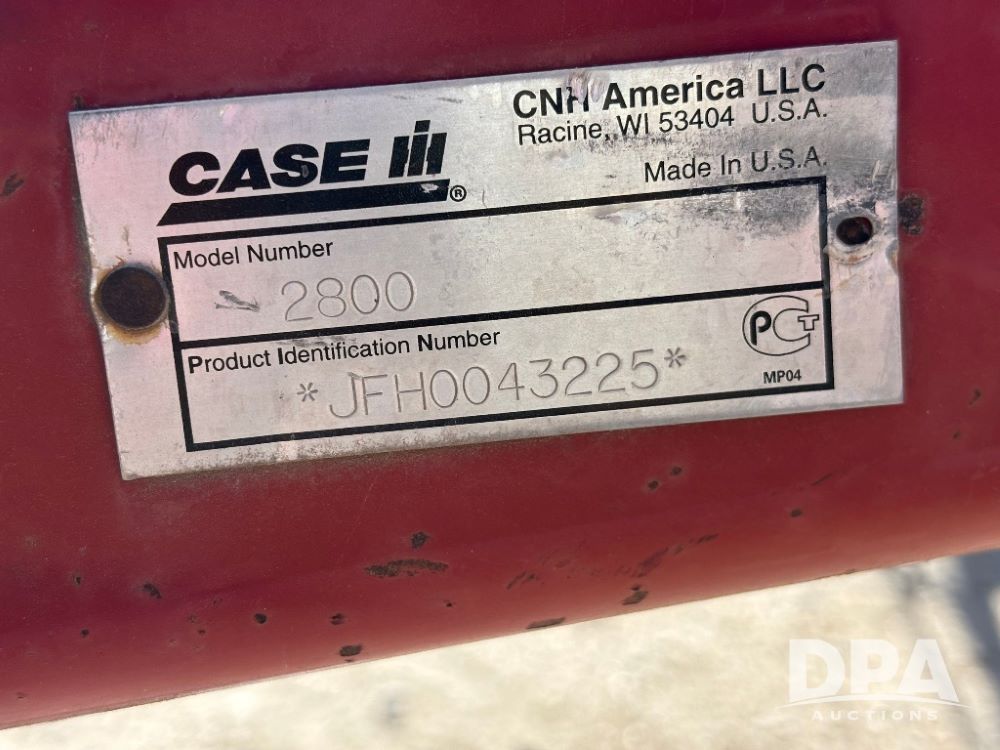 CASE IH®
CNH America LLC
Racine, WI 53404 U.S.A.
Made In U.S.A.
Model Number
2800
Product Identification Number
*JFH0043225*
PCT
MP04
DPA
AUCTIONS